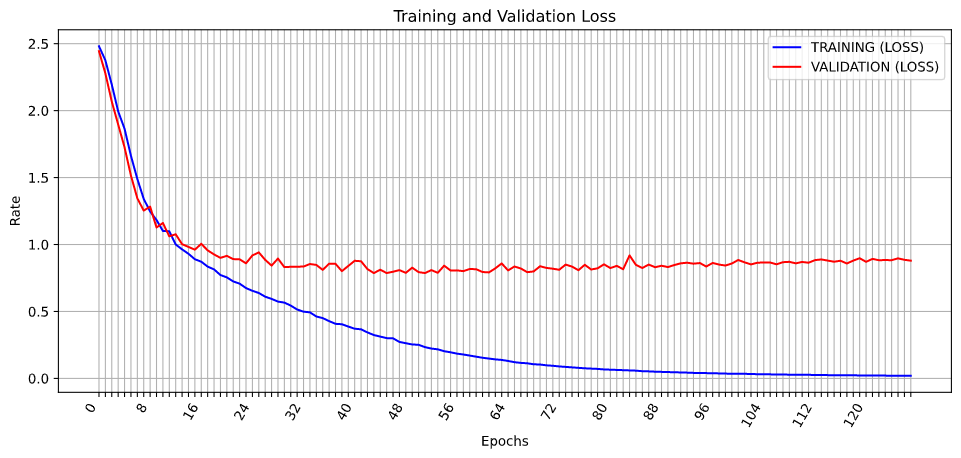 Training and Validation Loss
TRAINING (LOSS)
VALIDATION (LOSS)
Rate
2.5
2.0
1.5
1.0
0.5
0.0
0 8 16 24 32 40 48 56 64 72 80 88 96 104 112 120
Epochs